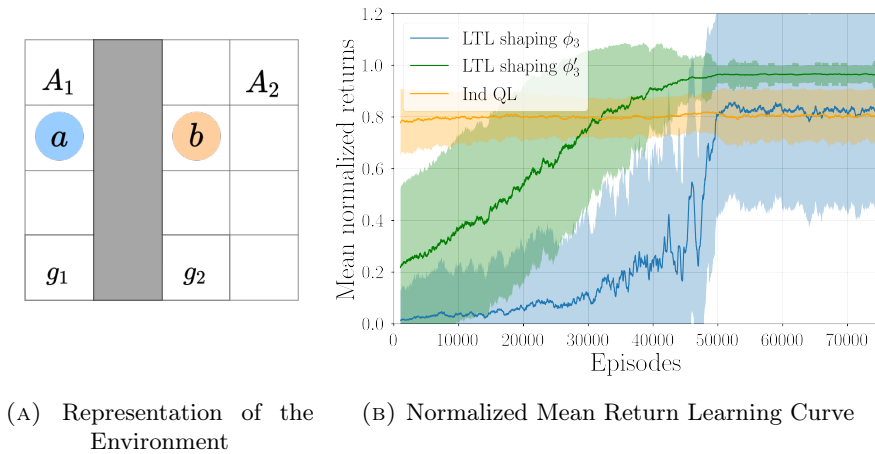 A₁
A₂
a
b
g₁
g₂
(A) Representation of the
Environment
Mean normalized returns
1.2
1.0
0.8
0.6
0.4
0.2
0.0
LTL shaping ϕ₃
LTL shaping ϕ′₃
Ind QL
0
10000
20000
30000
40000
50000
60000
70000
Episodes
(B) Normalized Mean Return Learning Curve